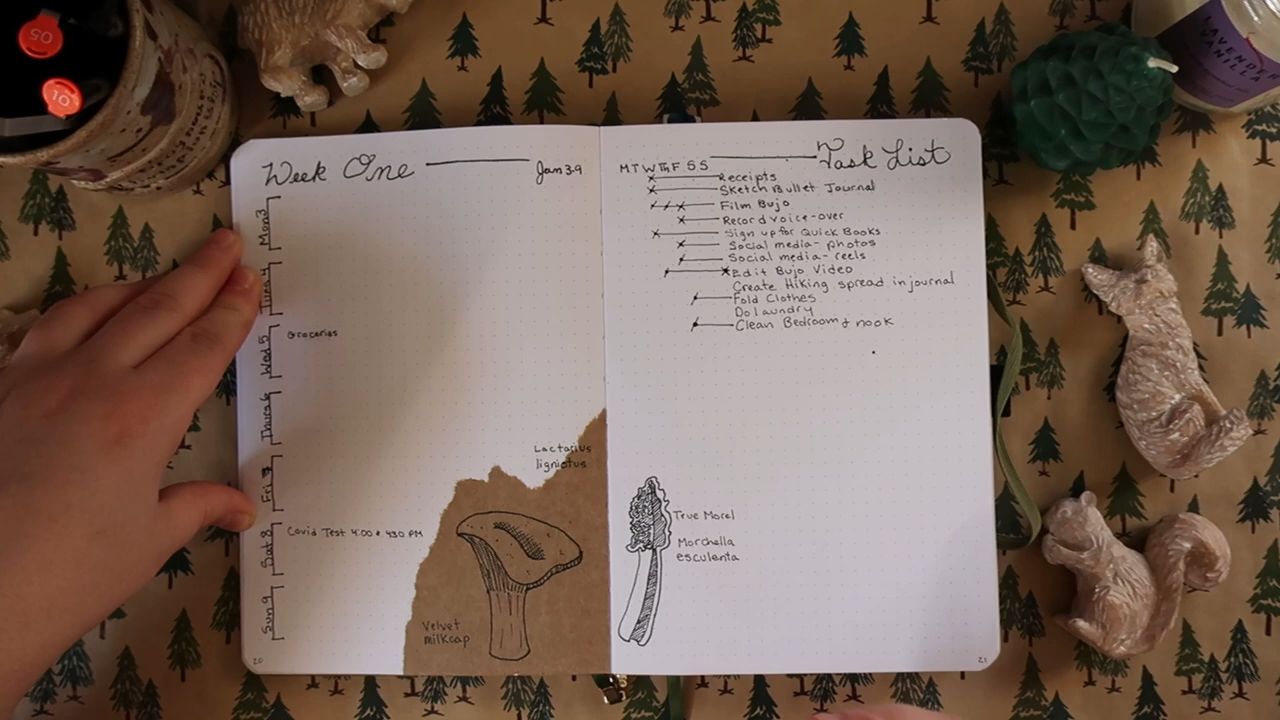 50
10
LAVENDER
VANILLA
Week One
Jan 3-9
Mon 3
Tues 4
Wed 5
Groceries
Thurs 6
Fri 7
Sat 8
Covid Test 4:00 & 4:30 PM
Sun 9
Lactarius
ligniotus
Velvet
milkcap
20
Task List
M T W Th F S S
Receipts
Sketch Bullet Journal
Film Bujo
Record voice-over
Sign up for Quick Books
Social media- photos
Social media- reels
Edit Bujo Video
Create Hiking spread in journal
Fold Clothes
Do laundry
Clean Bedroom & nook
True Morel
Morchella
esculenta
21